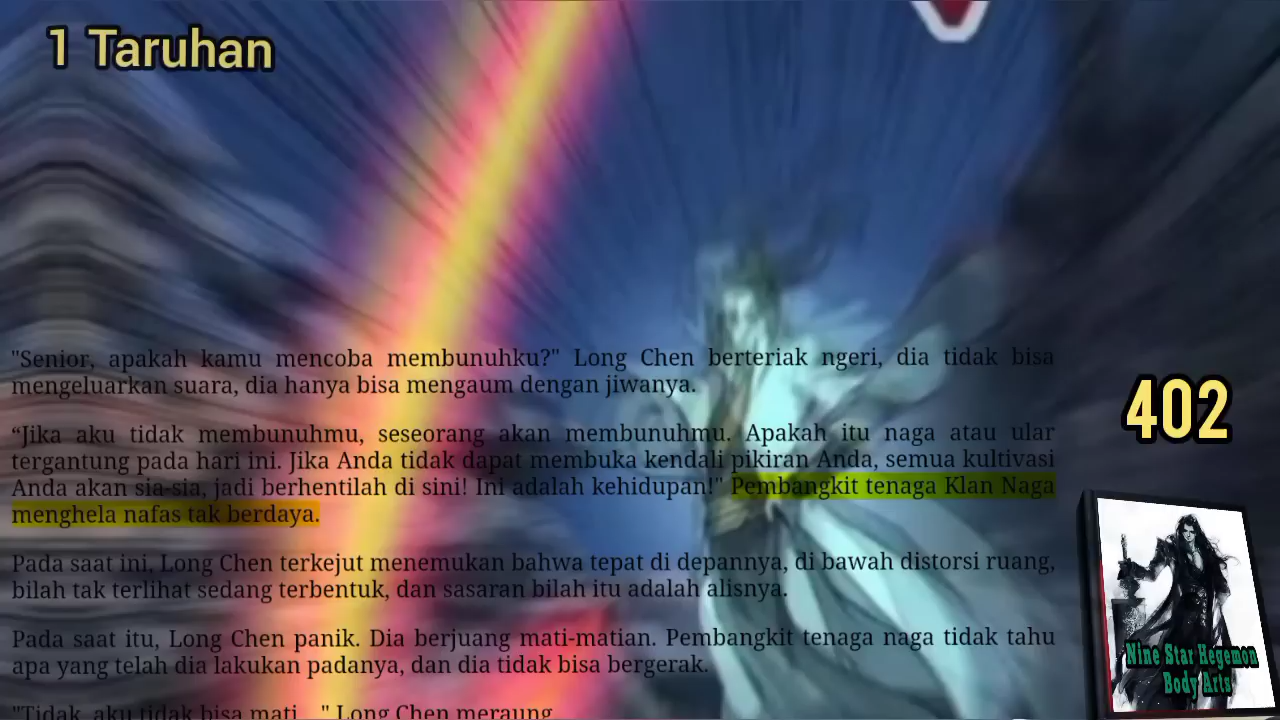 1 Taruhan
"Senior, apakah kamu mencoba membunuhku?" Long Chen berteriak ngeri, dia tidak bisa
mengeluarkan suara, dia hanya bisa mengaum dengan jiwanya.
“Jika aku tidak membunuhmu, seseorang akan membunuhmu. Apakah itu naga atau ular
tergantung pada hari ini. Jika Anda tidak dapat membuka kendali pikiran Anda, semua kultivasi
Anda akan sia-sia, jadi berhentilah di sini! Ini adalah kehidupan!" Pembangkit tenaga Klan Naga
menghela nafas tak berdaya.
Pada saat ini, Long Chen terkejut menemukan bahwa tepat di depannya, di bawah distorsi ruang,
bilah tak terlihat sedang terbentuk, dan sasaran bilah itu adalah alisnya.
Pada saat itu, Long Chen panik. Dia berjuang mati-matian. Pembangkit tenaga naga tidak tahu
apa yang telah dia lakukan padanya, dan dia tidak bisa bergerak.
"Tidak, aku tidak bisa mati..." Long Chen meraung
402
Nine Star Hegemon
Body Arts